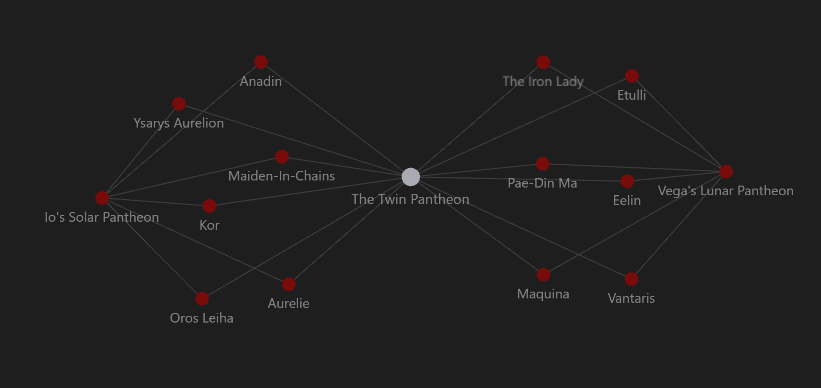 Anadin
The Iron Lady
Etulli
Ysarys Aurelion
Maiden-In-Chains
Pae-Din Ma
Eelin
Vega's Lunar Pantheon
The Twin Pantheon
Io's Solar Pantheon
Kor
Maquina
Vantaris
Aurelie
Oros Leiha